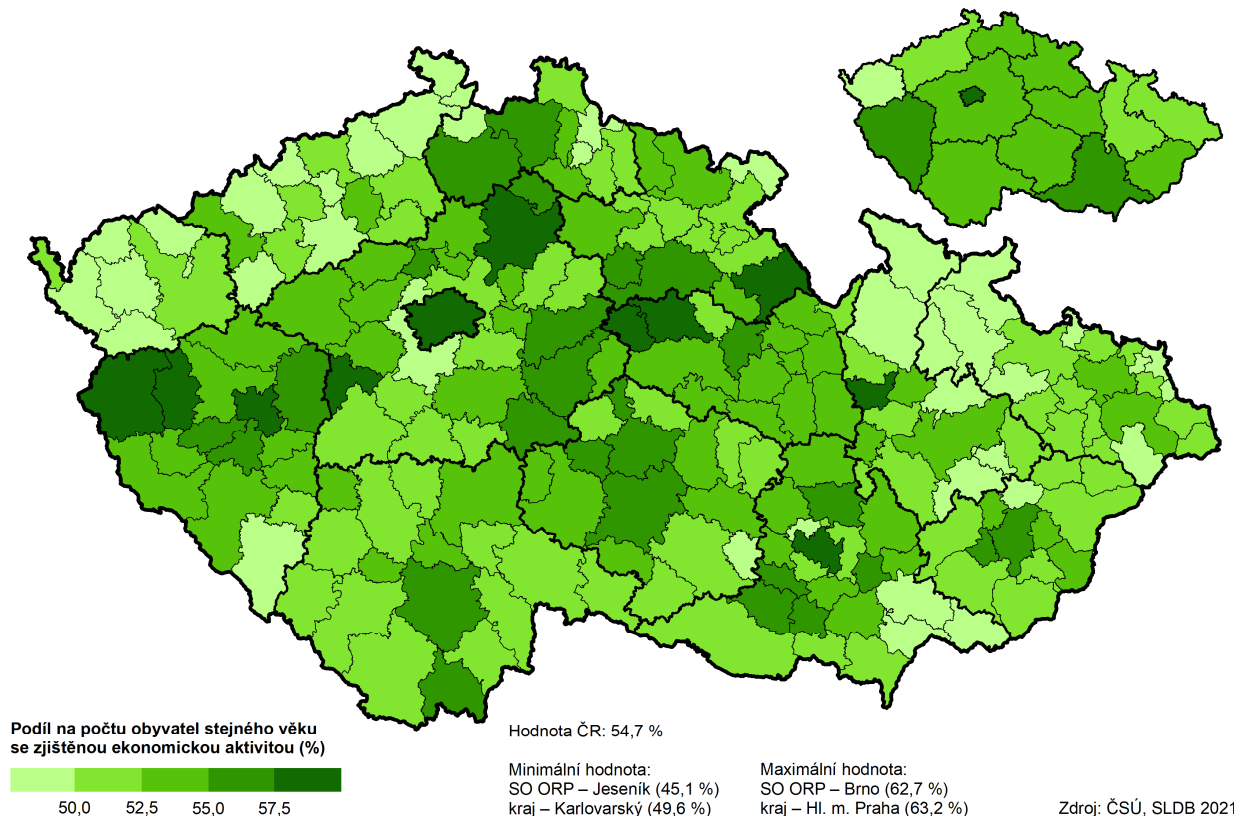 Podíl na počtu obyvatel stejného věku
se zjištěnou ekonomickou aktivitou (%)
50,0 52,5 55,0 57,5
Hodnota ČR: 54,7 %
Minimální hodnota:
SO ORP – Jeseník (45,1 %)
kraj – Karlovarský (49,6 %)
Maximální hodnota:
SO ORP – Brno (62,7 %)
kraj – Hl. m. Praha (63,2 %)
Zdroj: ČSÚ, SLDB 2021